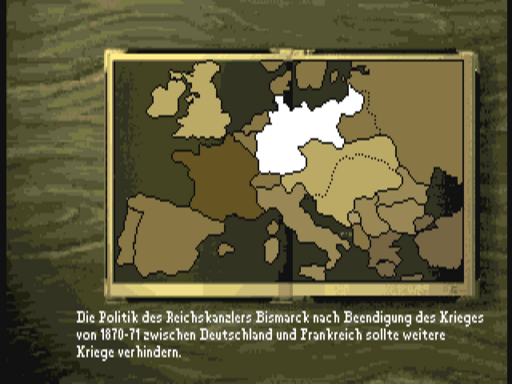 Die Politik des Reichskanzlers Bismarck nach Beendigung des Krieges
von 1870-71 zwischen Deutschland und Frankreich sollte weitere
Kriege verhindern.